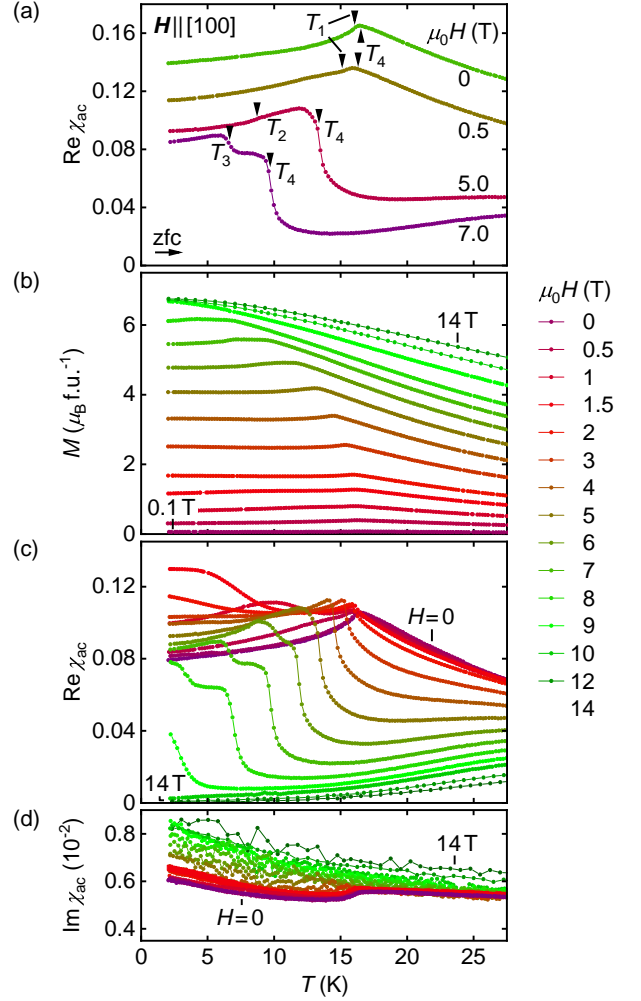 (a)
H||[100]
μ0H (T)
T1
T4
0
0.16
0.12
0.08
0.04
0
Re χac
0.5
T2
T4
T3
T4
5.0
7.0
zfc
(b)
6
4
2
0
M (μB f.u.-1)
14T
0.1T
μ0H (T)
0
0.5
1
1.5
2
3
4
5
6
7
8
9
10
12
14
(c)
0.12
0.08
0.04
0
Re χac
H=0
14T
(d)
0.8
0.6
0.4
Im χac (10-2)
14T
H=0
0
5
10
15
20
25
T (K)